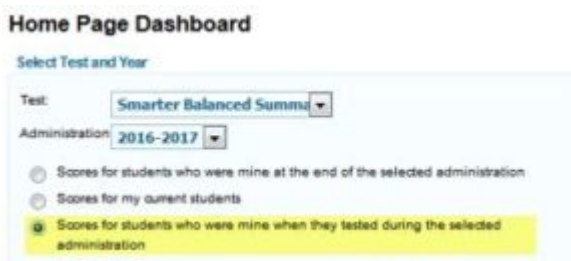 Home Page Dashboard
Select Test and Year
Test: Smarter Balanced Summa
Administration 2016-2017
Scores for students who were mine at the end of the selected administration
Scores for my current students
Scores for students who were mine when they tested during the selected
administration